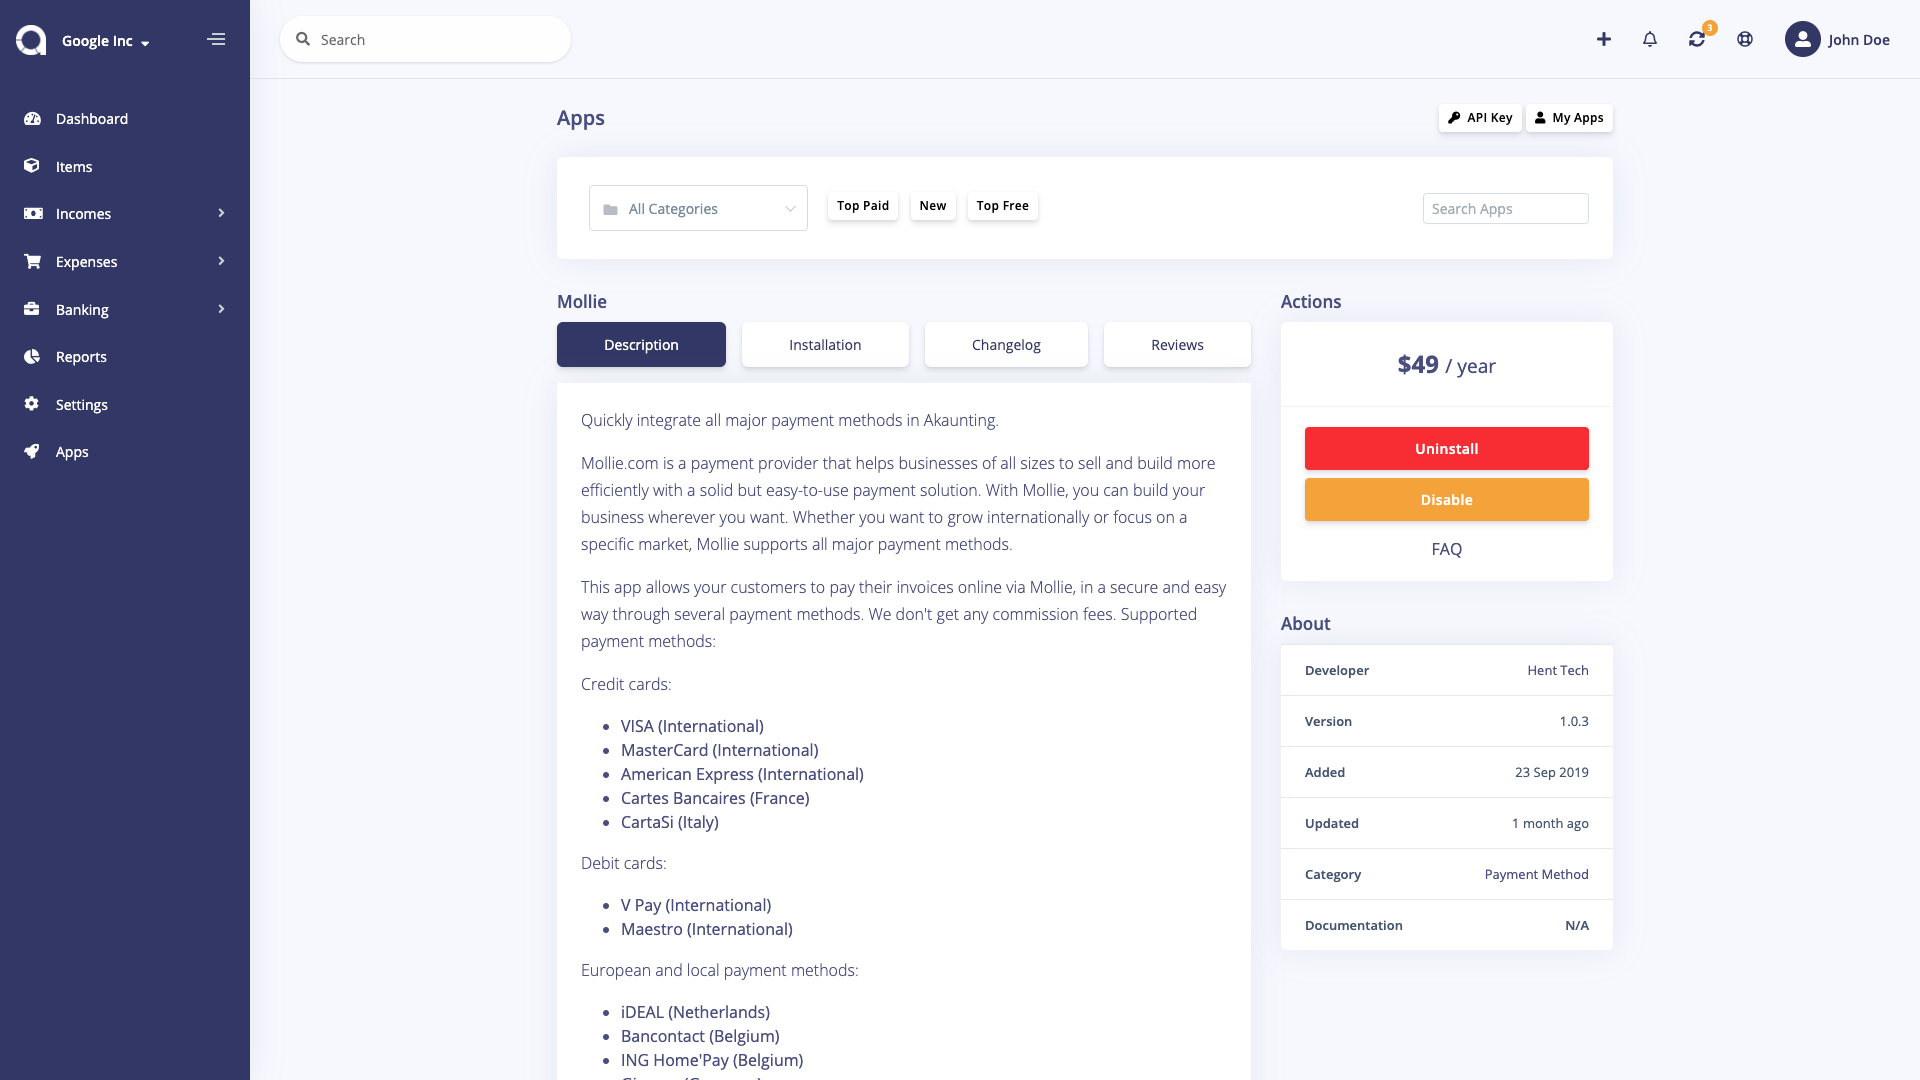 Google Inc
Search
3
John Doe
Dashboard
Items
Incomes
Expenses
Banking
Reports
Settings
Apps
Apps
API Key
My Apps
All Categories
Top Paid
New
Top Free
Search Apps
Mollie
Description
Installation
Changelog
Reviews
Quickly integrate all major payment methods in Akaunting.
Mollie.com is a payment provider that helps businesses of all sizes to sell and build more
efficiently with a solid but easy-to-use payment solution. With Mollie, you can build your
business wherever you want. Whether you want to grow internationally or focus on a
specific market, Mollie supports all major payment methods.
This app allows your customers to pay their invoices online via Mollie, in a secure and easy
way through several payment methods. We don't get any commission fees. Supported
payment methods:
Credit cards:
VISA (International)
MasterCard (International)
American Express (International)
Cartes Bancaires (France)
CartaSi (Italy)
Debit cards:
V Pay (International)
Maestro (International)
European and local payment methods:
iDEAL (Netherlands)
Bancontact (Belgium)
ING Home'Pay (Belgium)
Actions
$49 / year
Uninstall
Disable
FAQ
About
Developer Hent Tech
Version 1.0.3
Added 23 Sep 2019
Updated 1 month ago
Category Payment Method
Documentation N/A